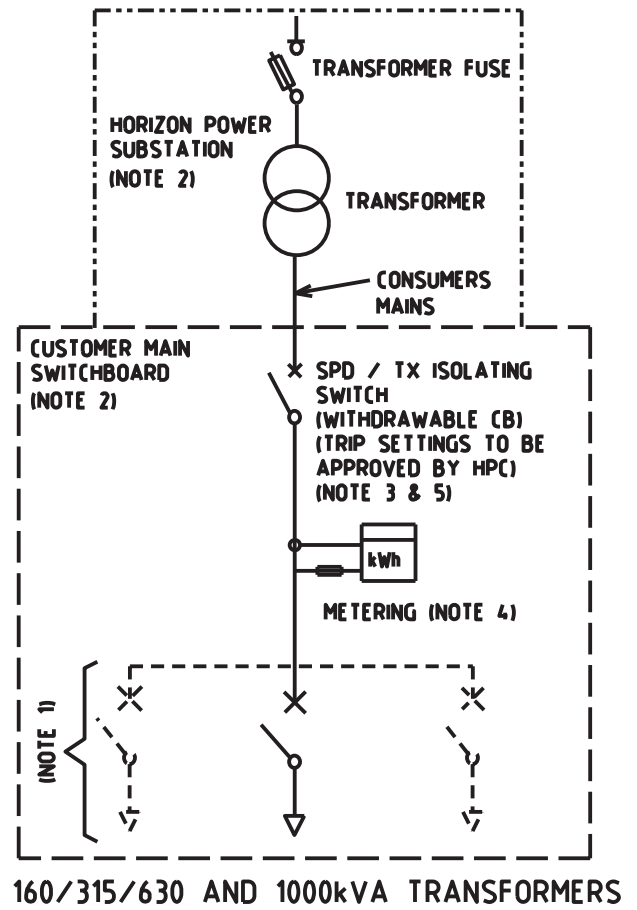 TRANSFORMER FUSE
HORIZON POWER
SUBSTATION
(NOTE 2)
TRANSFORMER
CONSUMERS
MAINS
CUSTOMER MAIN
SWITCHBOARD
(NOTE 2)
SPD / TX ISOLATING
SWITCH
(WITHDRAWABLE CB)
(TRIP SETTINGS TO BE
APPROVED BY HPC)
(NOTE 3 & 5)
kWh
METERING (NOTE 4)
(NOTE 1)
160/315/630 AND 1000kVA TRANSFORMERS